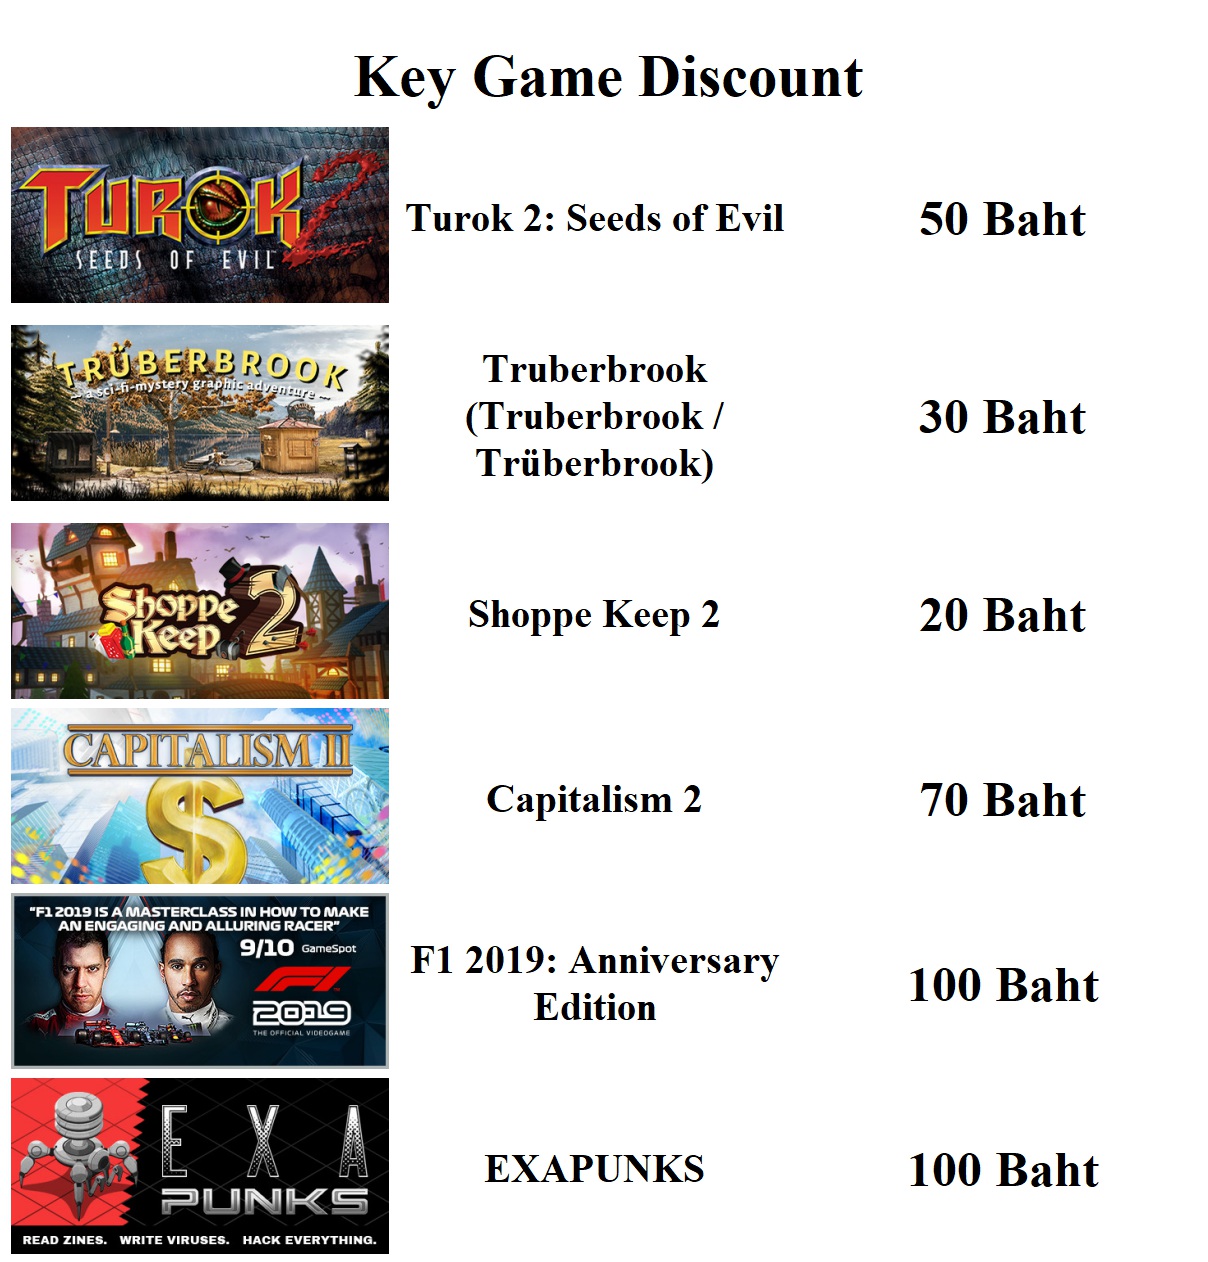 Key Game Discount
TUROK 2
SEEDS OF EVIL
Turok 2: Seeds of Evil
50 Baht
TRÜBERBROOK
— a sci-fi-mystery graphic adventure —
Truberbrook
(Truberbrook /
Trüberbrook)
30 Baht
Shoppe
Keep 2
Shoppe Keep 2
20 Baht
CAPITALISM II
$
Capitalism 2
70 Baht
"F1 2019 IS A MASTERCLASS IN HOW TO MAKE
AN ENGAGING AND ALLURING RACER"
9/10 GameSpot
F1
2019
THE OFFICIAL VIDEOGAME
F1 2019: Anniversary
Edition
100 Baht
EXA
PUNKS
READ ZINES. WRITE VIRUSES. HACK EVERYTHING.
EXAPUNKS
100 Baht